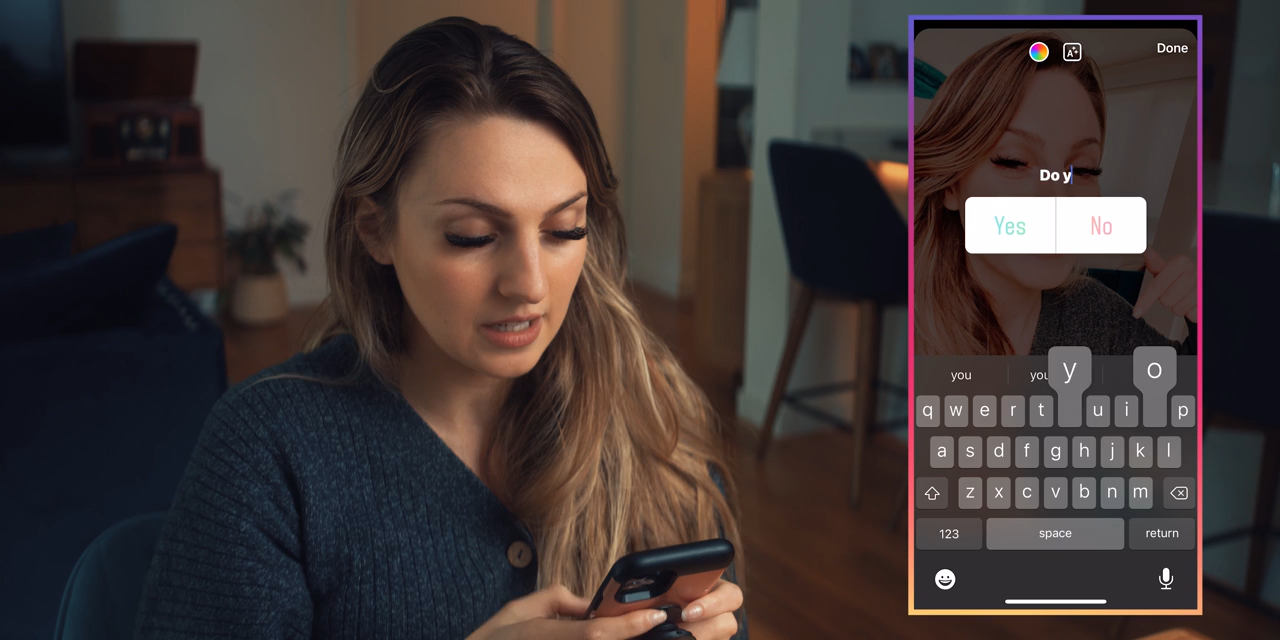 Done
Do y
Yes No
you you
y o
q w e r t u i p
a s d f g h j k l
z x c v b n m
123 space return